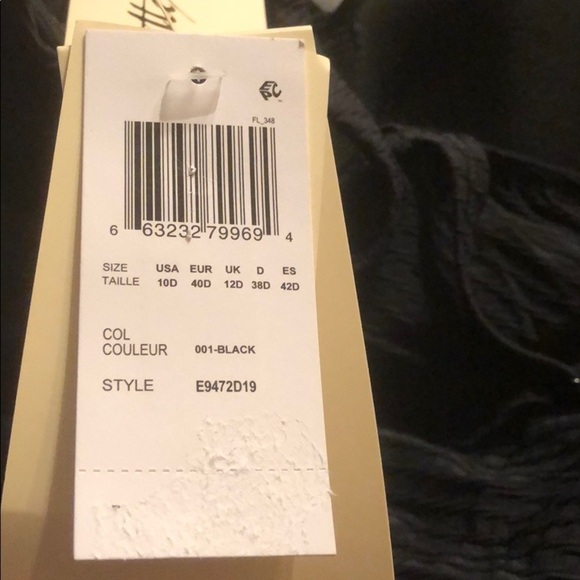 FL_348
6 63232 79969 4
SIZE USA EUR UK D ES
TAILLE 10D 40D 12D 38D 42D
COL
COULEUR 001-BLACK
STYLE E9472D19